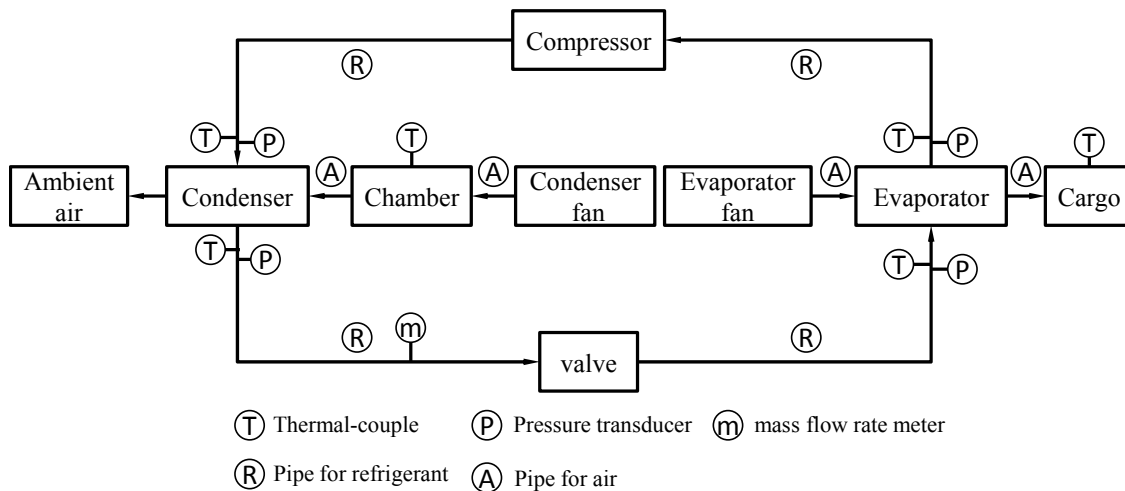 Compressor
R
R
T
P
T
T
P
T
Ambient
air
Condenser
A
Chamber
A
Condenser
fan
Evaporator
fan
A
Evaporator
A
Cargo
T
P
T
P
R
m
valve
R
T Thermal-couple
P Pressure transducer
m mass flow rate meter
R Pipe for refrigerant
A Pipe for air